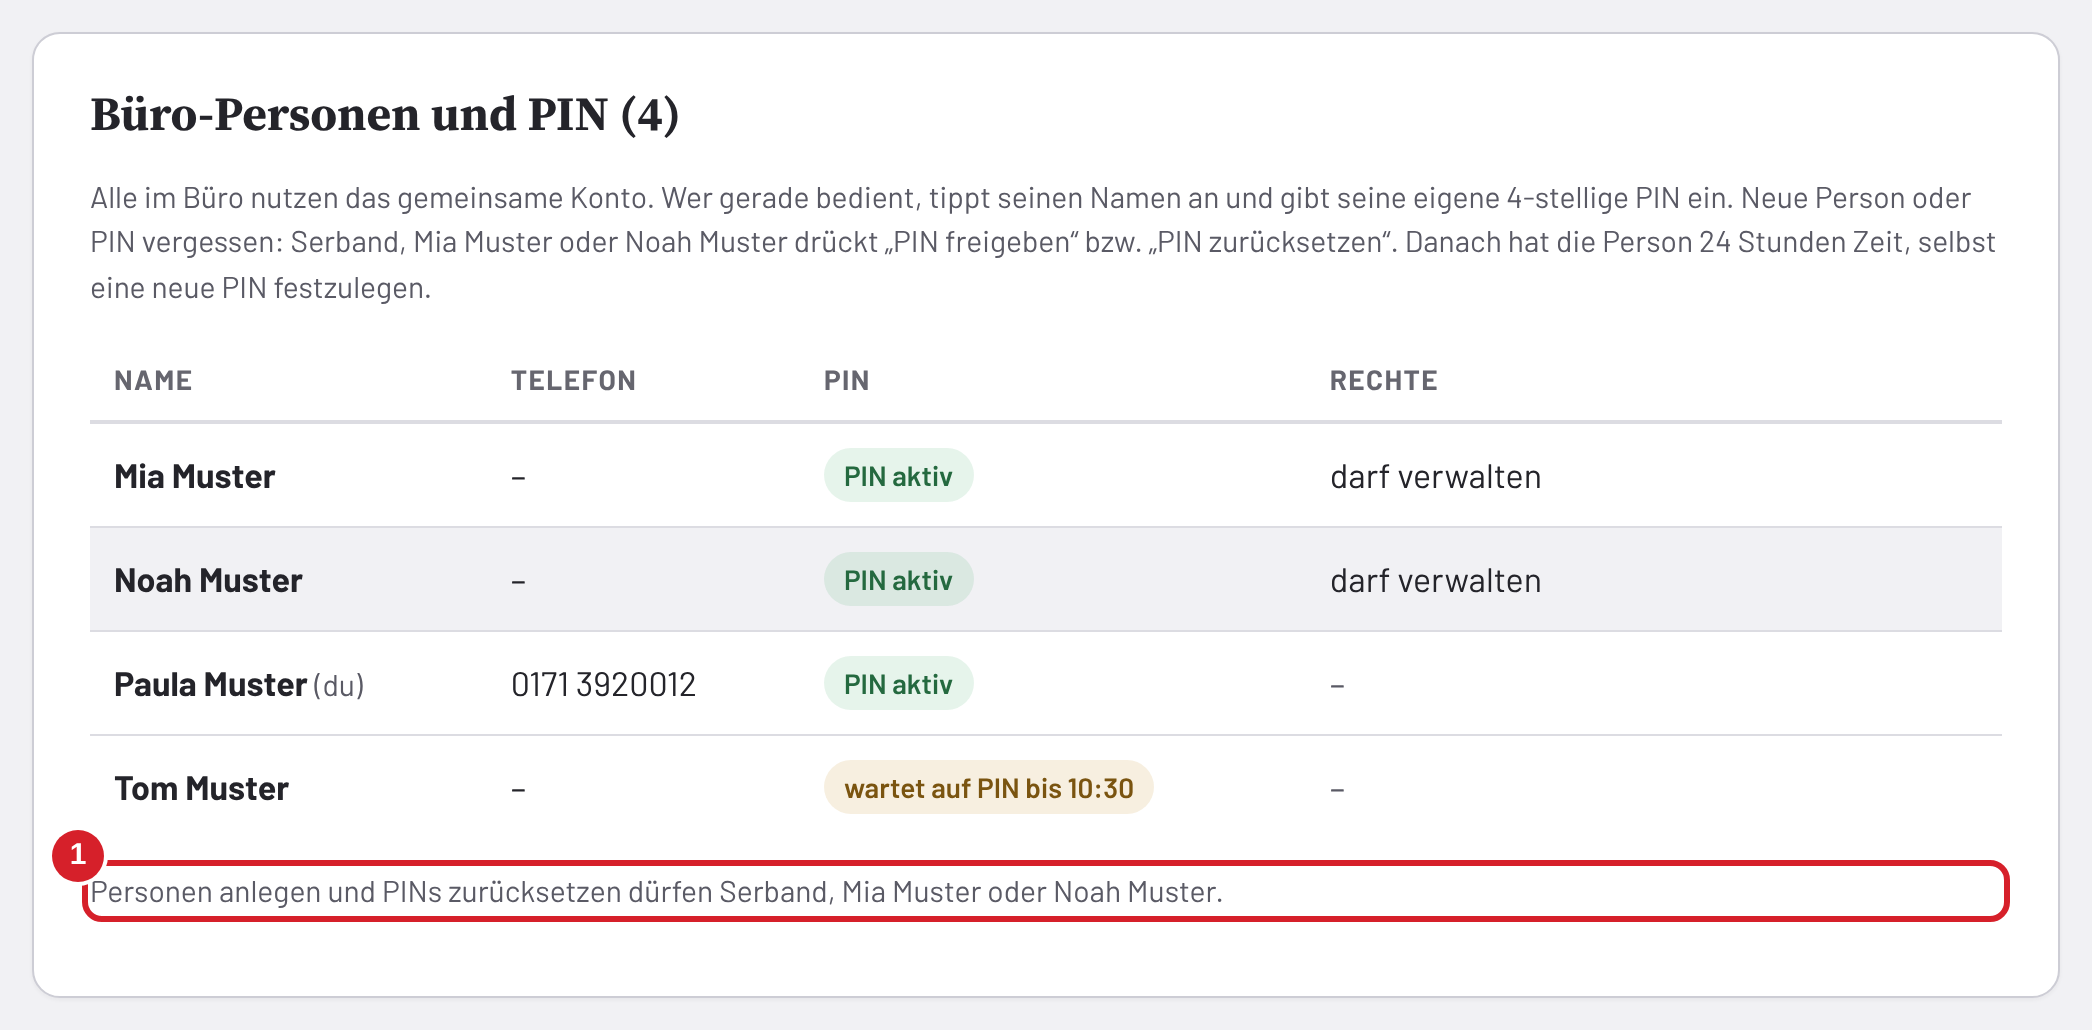 Büro-Personen und PIN (4)
Alle im Büro nutzen das gemeinsame Konto. Wer gerade bedient, tippt seinen Namen an und gibt seine eigene 4-stellige PIN ein. Neue Person oder
PIN vergessen: Serband, Mia Muster oder Noah Muster drückt „PIN freigeben“ bzw. „PIN zurücksetzen“. Danach hat die Person 24 Stunden Zeit, selbst
eine neue PIN festzulegen.
NAME TELEFON PIN RECHTE
Mia Muster – PIN aktiv darf verwalten
Noah Muster – PIN aktiv darf verwalten
Paula Muster (du) 0171 3920012 PIN aktiv –
Tom Muster – wartet auf PIN bis 10:30 –
1
Personen anlegen und PINs zurücksetzen dürfen Serband, Mia Muster oder Noah Muster.